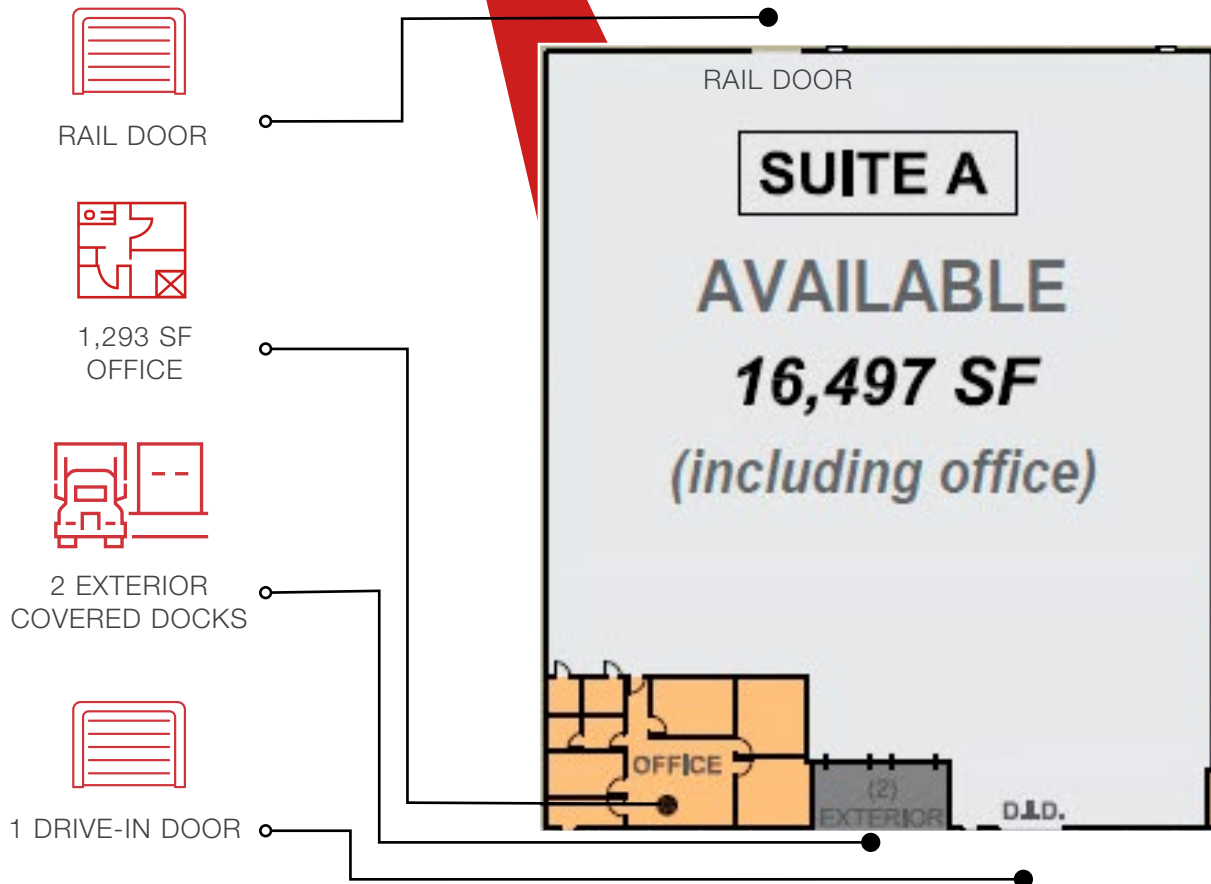 RAIL DOOR
1,293 SF
OFFICE
2 EXTERIOR
COVERED DOCKS
1 DRIVE-IN DOOR
RAIL DOOR
SUITE A
AVAILABLE
16,497 SF
(including office)
OFFICE
(2)
EXTERIOR
D.I.D.